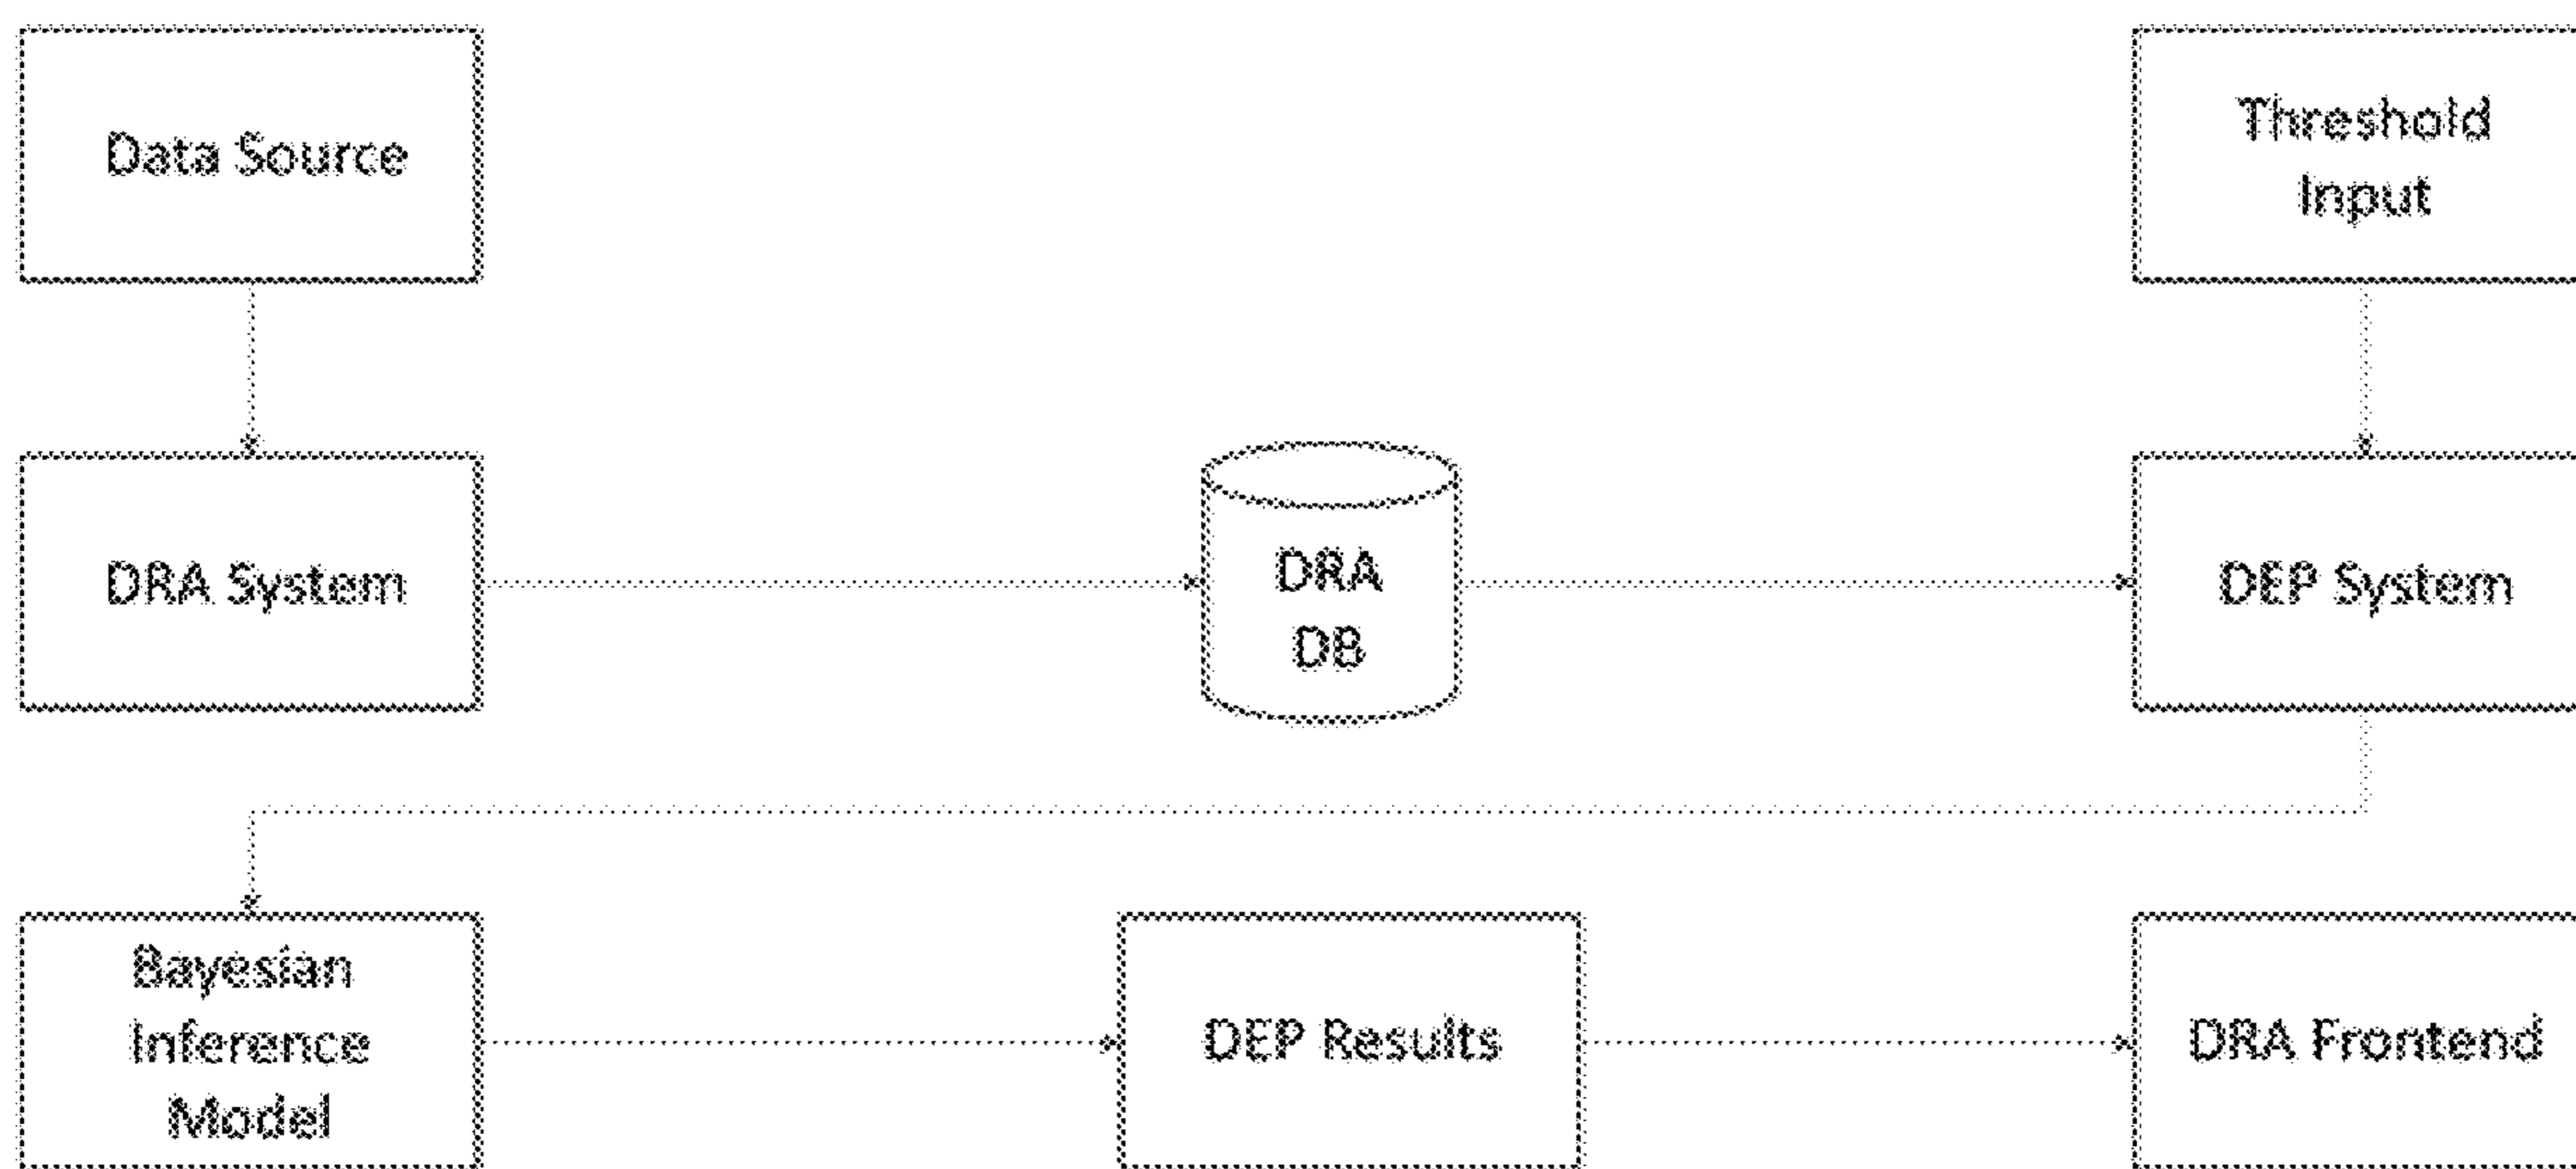 Data Source
Threshold
Input
DRA System
DRA
DB
DEP System
Bayesian
Inference
Model
DEP Results
DRA Frontend